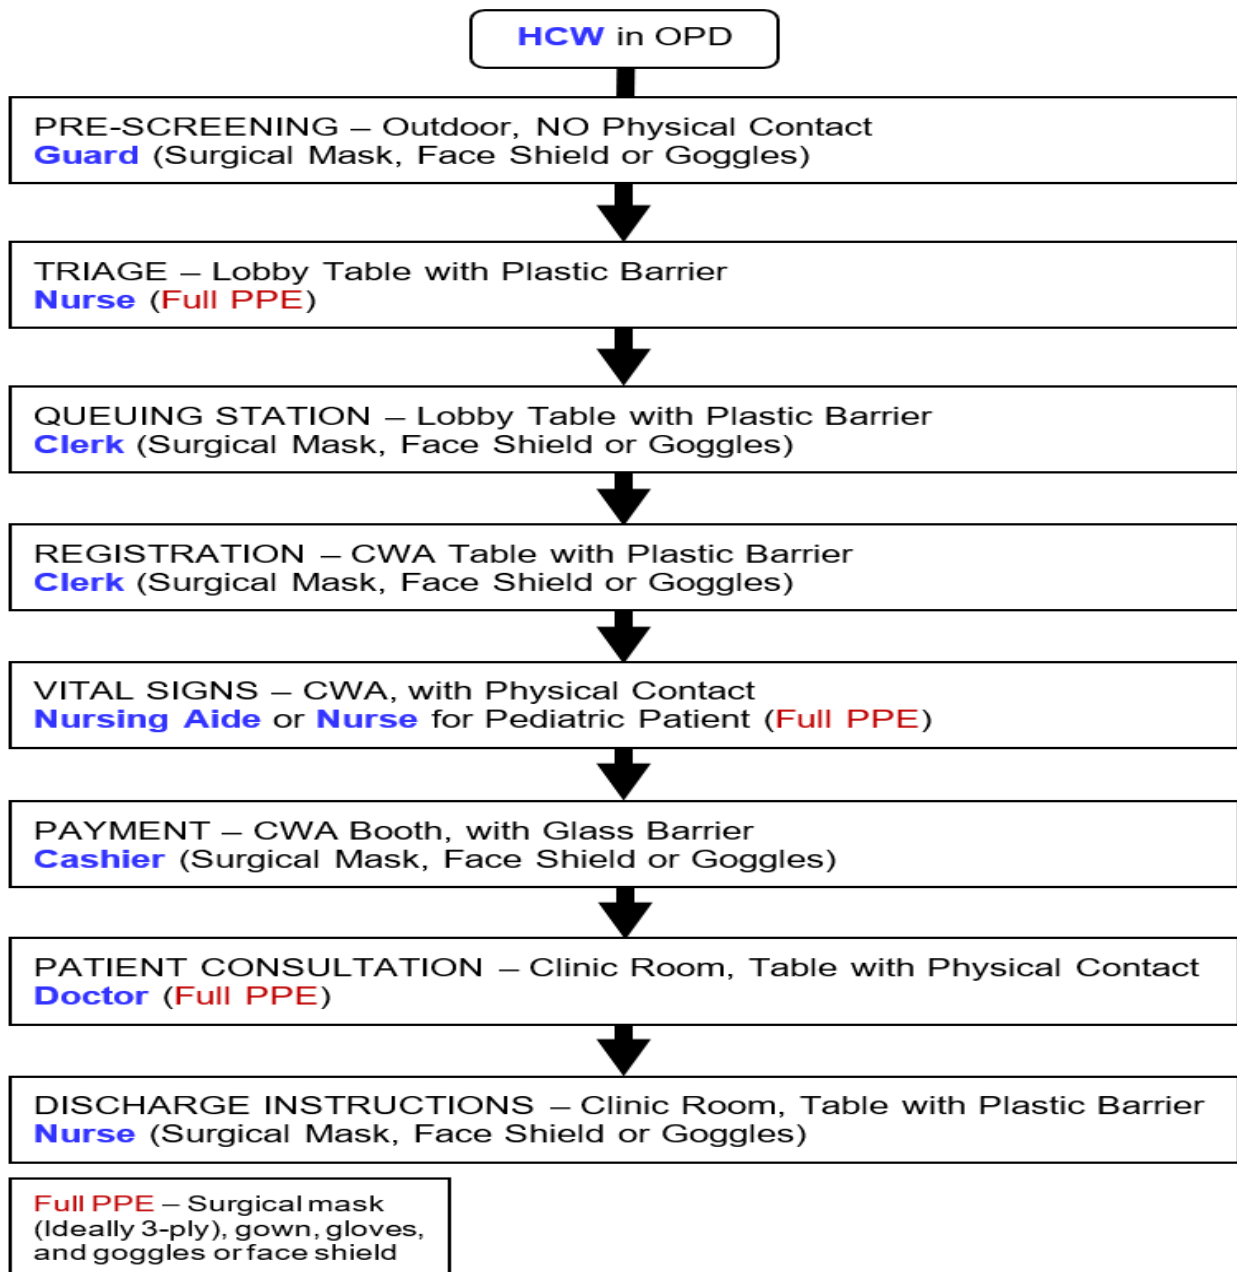 HCW in OPD
PRE-SCREENING – Outdoor, NO Physical Contact
Guard (Surgical Mask, Face Shield or Goggles)
TRIAGE – Lobby Table with Plastic Barrier
Nurse (Full PPE)
QUEUING STATION – Lobby Table with Plastic Barrier
Clerk (Surgical Mask, Face Shield or Goggles)
REGISTRATION – CWA Table with Plastic Barrier
Clerk (Surgical Mask, Face Shield or Goggles)
VITAL SIGNS – CWA, with Physical Contact
Nursing Aide or Nurse for Pediatric Patient (Full PPE)
PAYMENT – CWA Booth, with Glass Barrier
Cashier (Surgical Mask, Face Shield or Goggles)
PATIENT CONSULTATION – Clinic Room, Table with Physical Contact
Doctor (Full PPE)
DISCHARGE INSTRUCTIONS – Clinic Room, Table with Plastic Barrier
Nurse (Surgical Mask, Face Shield or Goggles)
Full PPE – Surgical mask
(Ideally 3-ply), gown, gloves,
and goggles or face shield